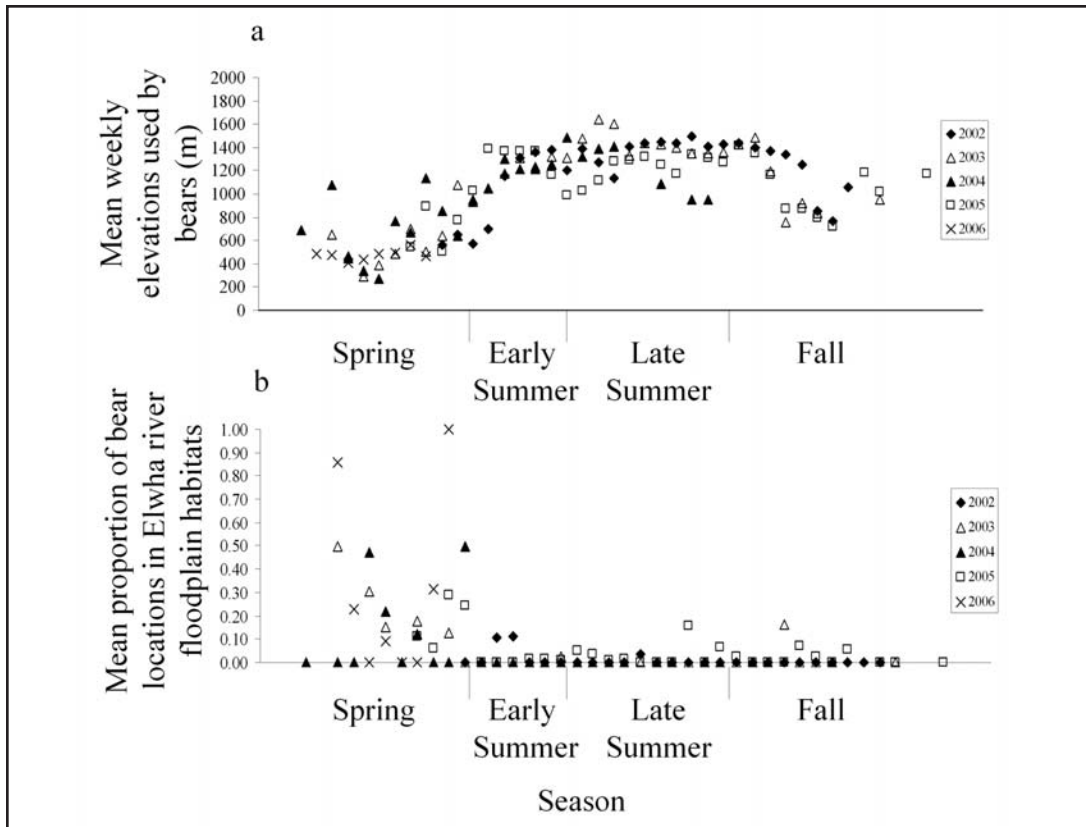 a
Mean weekly
elevations used by
bears (m)
2000
1800
1600
1400
1200
1000
800
600
400
200
0
2002
2003
2004
2005
2006
Spring
Early
Summer
Late
Summer
Fall
b
Mean proportion of bear
locations in Elwha river
floodplain habitats
1.00
0.90
0.80
0.70
0.60
0.50
0.40
0.30
0.20
0.10
0.00
2002
2003
2004
2005
2006
Spring
Early
Summer
Late
Summer
Fall
Season